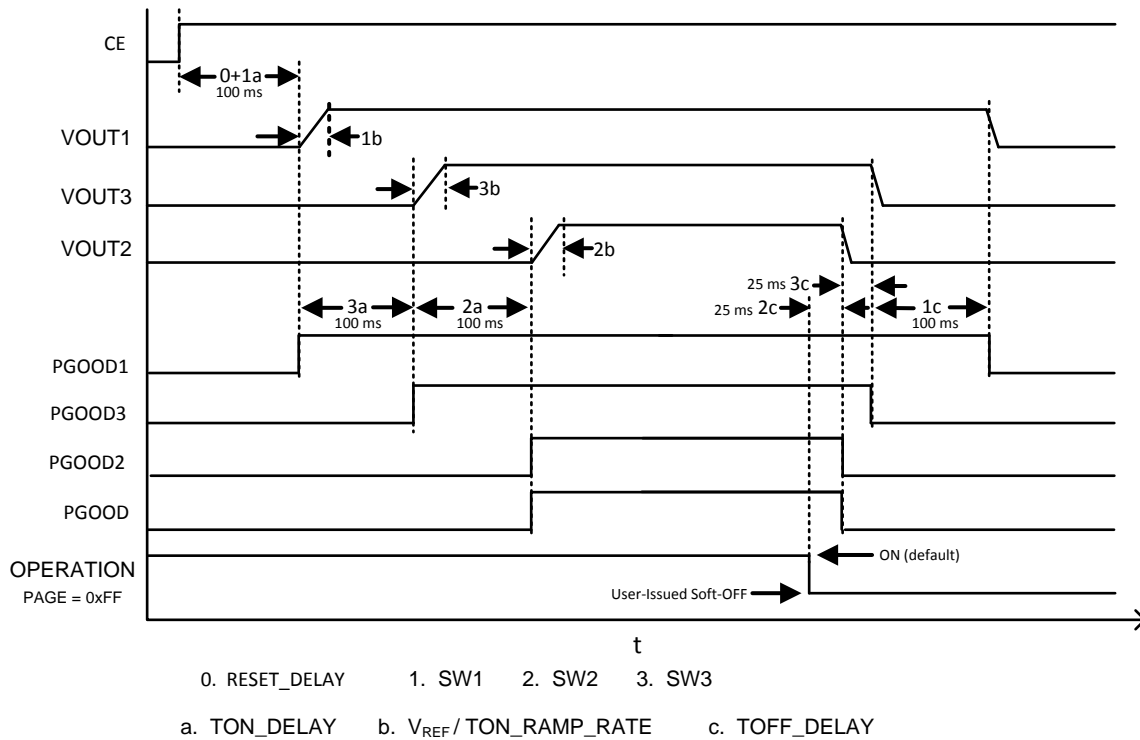 CE
0+1a
100 ms
VOUT1
1b
VOUT3
3b
VOUT2
2b
25 ms 3c
3a
100 ms
2a
100 ms
25 ms 2c
1c
100 ms
PGOOD1
PGOOD3
PGOOD2
PGOOD
OPERATION
PAGE = 0xFF
ON (default)
User-Issued Soft-OFF
t
0. RESET_DELAY 1. SW1 2. SW2 3. SW3
a. TON_DELAY b. VREF / TON_RAMP_RATE c. TOFF_DELAY